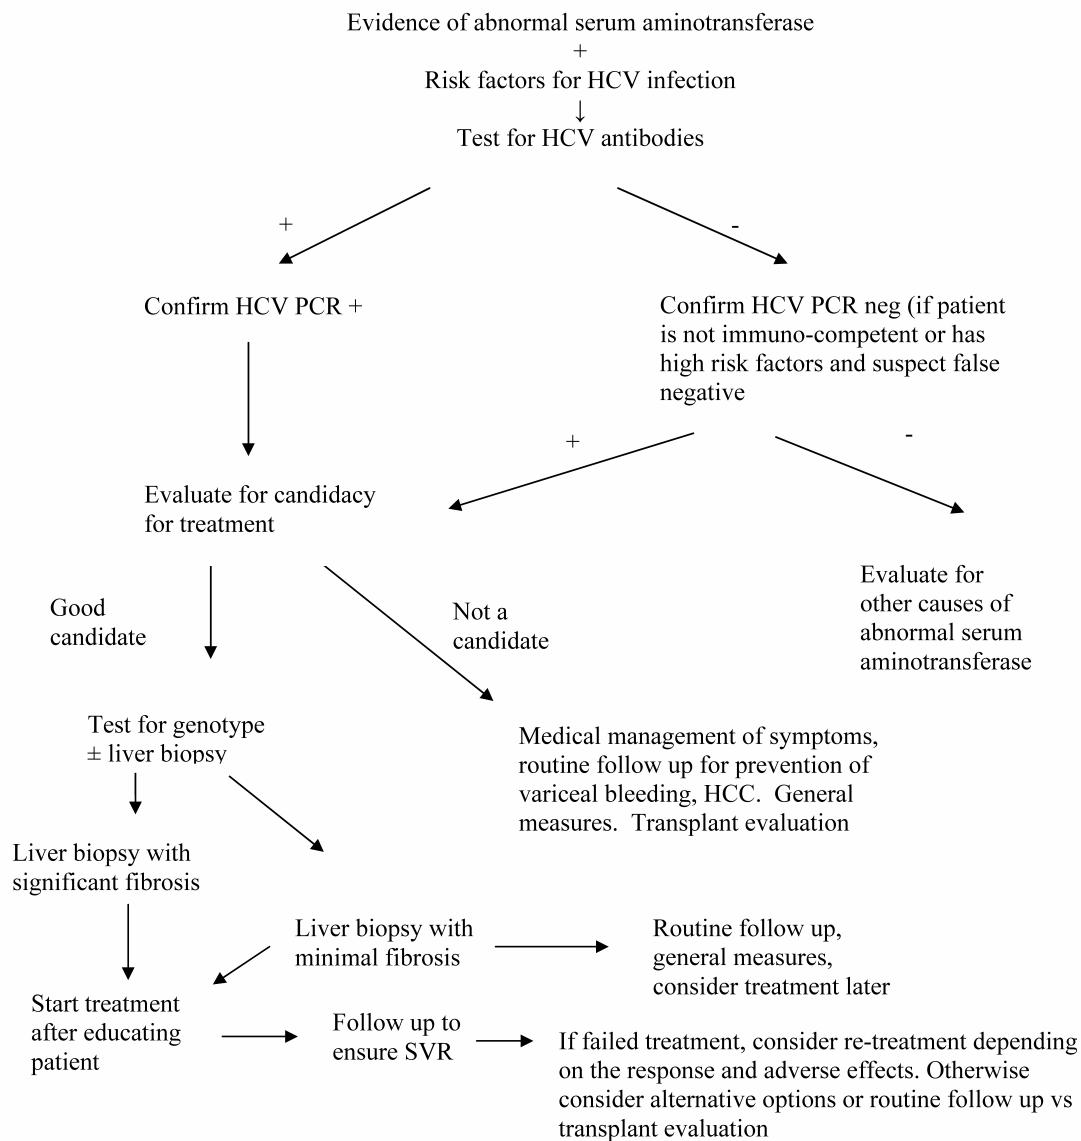 Evidence of abnormal serum aminotransferase
+
Risk factors for HCV infection
↓
Test for HCV antibodies
+
-
Confirm HCV PCR +
Confirm HCV PCR neg (if patient
is not immuno-competent or has
high risk factors and suspect false
negative
+
-
Evaluate for candidacy
for treatment
Good
candidate
Not a
candidate
Evaluate for
other causes of
abnormal serum
aminotransferase
Test for genotype
± liver biopsy
Medical management of symptoms,
routine follow up for prevention of
variceal bleeding, HCC.  General
measures.  Transplant evaluation
Liver biopsy with
significant fibrosis
Liver biopsy with
minimal fibrosis
Routine follow up,
general measures,
consider treatment later
Start treatment
after educating
patient
Follow up to
ensure SVR
If failed treatment, consider re-treatment depending
on the response and adverse effects. Otherwise
consider alternative options or routine follow up vs
transplant evaluation